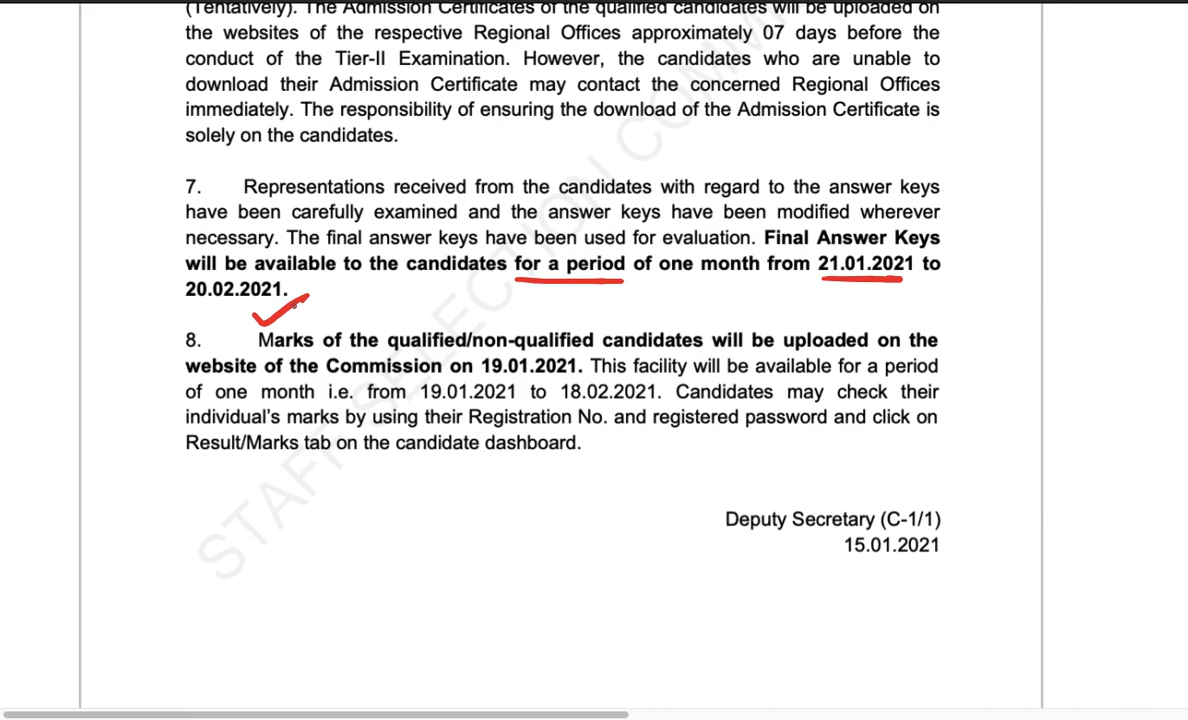 (Tentatively). The Admission Certificates of the qualified candidates will be uploaded on
the websites of the respective Regional Offices approximately 07 days before the
conduct of the Tier-II Examination. However, the candidates who are unable to
download their Admission Certificate may contact the concerned Regional Offices
immediately. The responsibility of ensuring the download of the Admission Certificate is
solely on the candidates.
7. Representations received from the candidates with regard to the answer keys
have been carefully examined and the answer keys have been modified wherever
necessary. The final answer keys have been used for evaluation. Final Answer Keys
will be available to the candidates for a period of one month from 21.01.2021 to
20.02.2021.
8. Marks of the qualified/non-qualified candidates will be uploaded on the
website of the Commission on 19.01.2021. This facility will be available for a period
of one month i.e. from 19.01.2021 to 18.02.2021. Candidates may check their
individual's marks by using their Registration No. and registered password and click on
Result/Marks tab on the candidate dashboard.
Deputy Secretary (C-1/1)
15.01.2021
STAFF SELECTION COMM